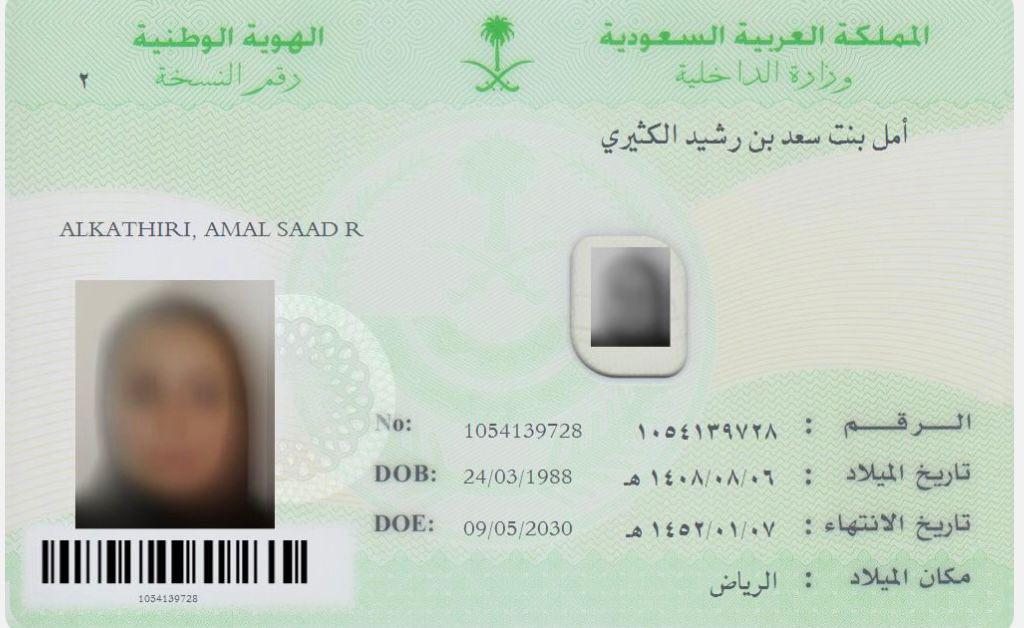 المملكة العربية السعودية
وزارة الداخلية
الهوية الوطنية
رقم النسخة ٢
أمل بنت سعد بن رشيد الكثيري
ALKATHIRI, AMAL SAAD R
الـــرقـــم : ١٠٥٤١٣٩٧٢٨ 1054139728 No:
تاريخ الميلاد : ١٤٠٨/٠٨/٠٦ هـ 24/03/1988 DOB:
تاريخ الانتهاء : ١٤٥٢/٠١/٠٧ هـ 09/05/2030 DOE:
مكان الميلاد : الرياض
1054139728